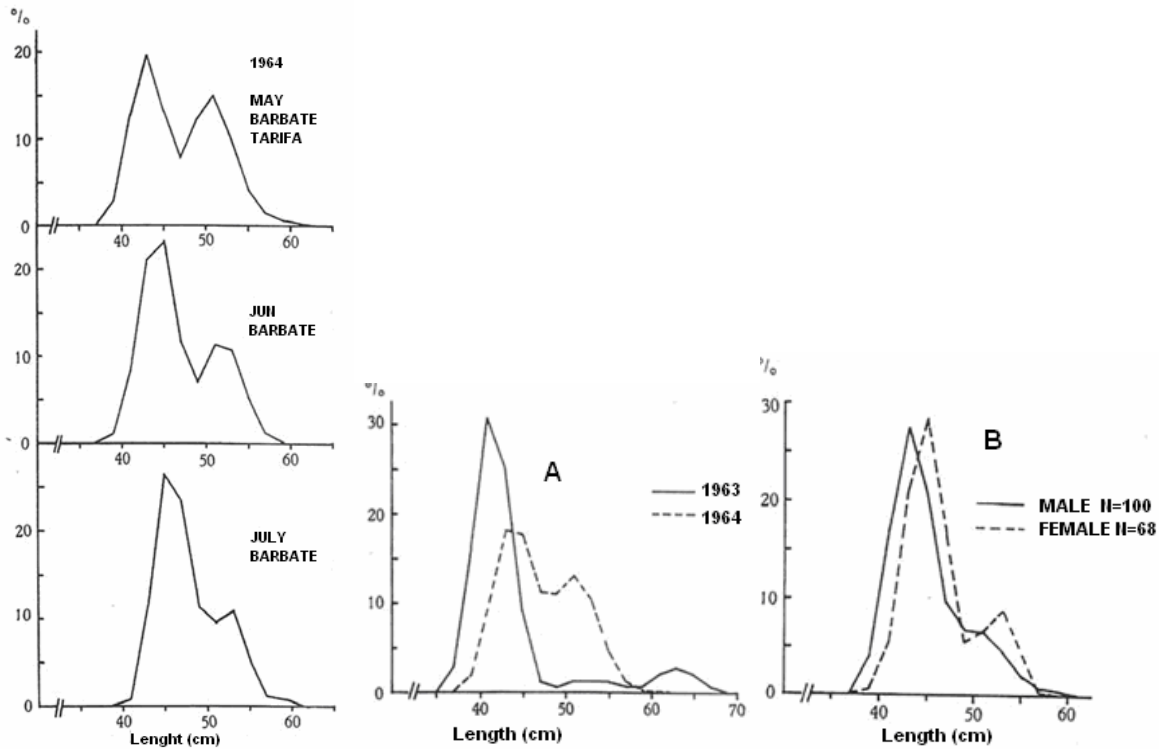 %
20
10
0
1964
MAY
BARBATE
TARIFA
40 50 60
20
10
0
JUN
BARBATE
40 50 60
20
10
0
JULY
BARBATE
40 50 60
Lenght (cm)
%
30
20
10
0
A
1963
1964
40 50 60 70
Length (cm)
%
30
20
10
0
B
MALE N=100
FEMALE N=68
40 50 60
Length (cm)